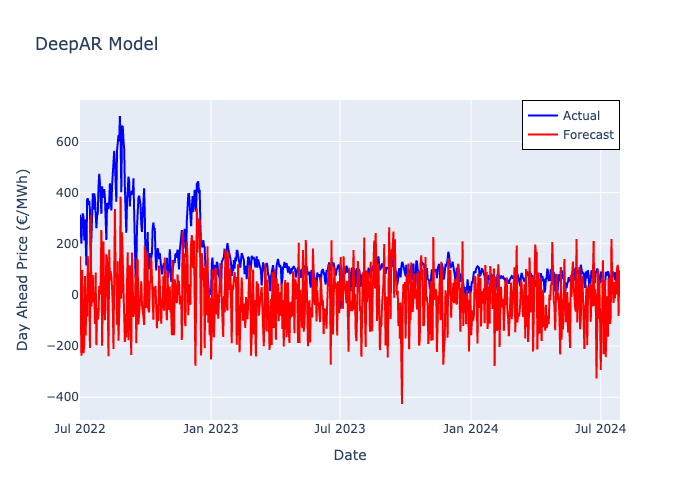 DeepAR Model
Actual
Forecast
Day Ahead Price (€/MWh)
600
400
200
0
−200
−400
Jul 2022
Jan 2023
Jul 2023
Jan 2024
Jul 2024
Date